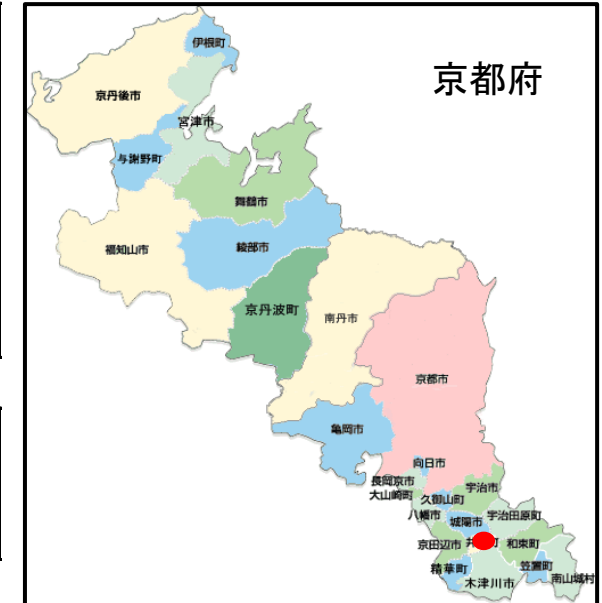 京都府
伊根町
京丹後市
宮津市
与謝野町
舞鶴市
福知山市
綾部市
京丹波町
南丹市
京都市
亀岡市
向日市
長岡京市
大山崎町
宇治市
久御山町
八幡市
宇治田原町
城陽市
京田辺市
井
町
和束町
精華町
笠置町
木津川市
南山城村